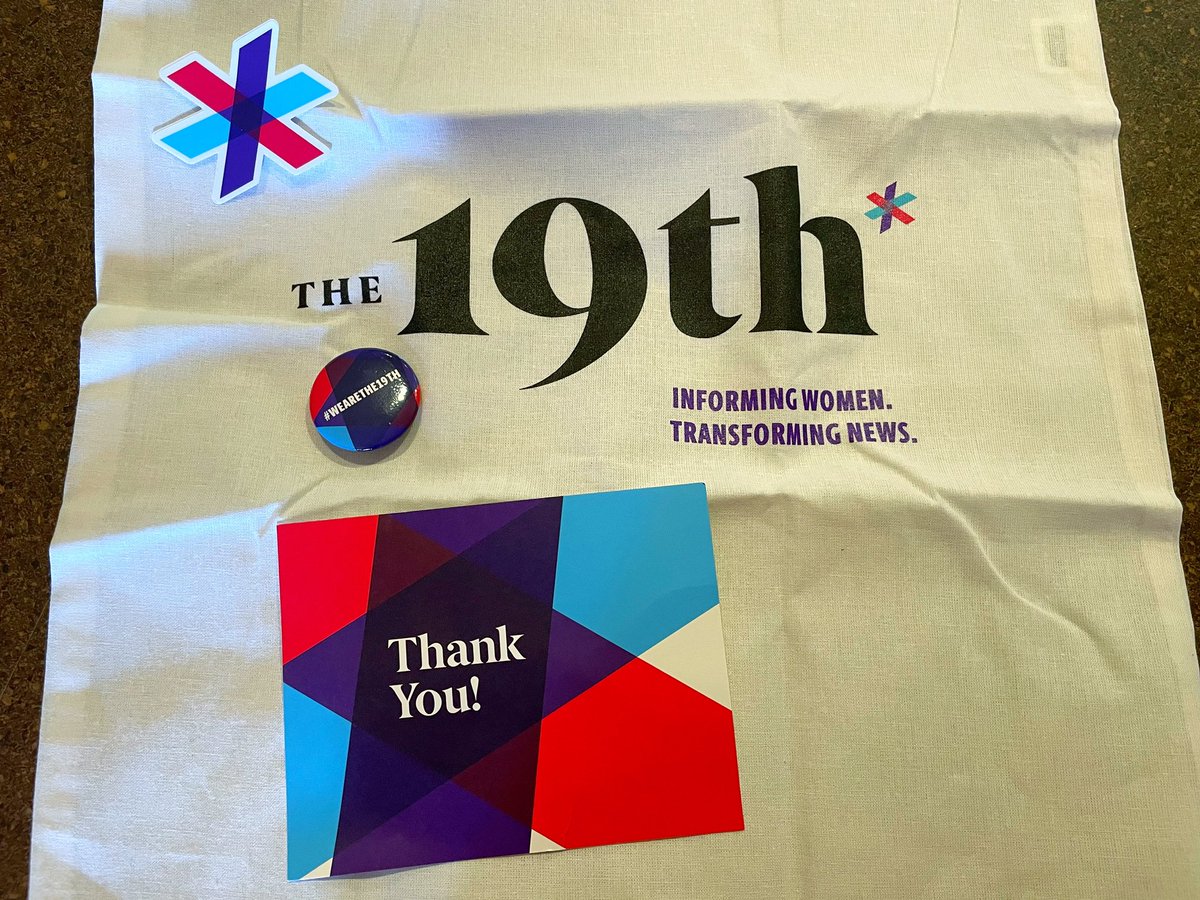 THE 19th*
#WEARETHE19TH
INFORMING WOMEN.
TRANSFORMING NEWS.
Thank
You!